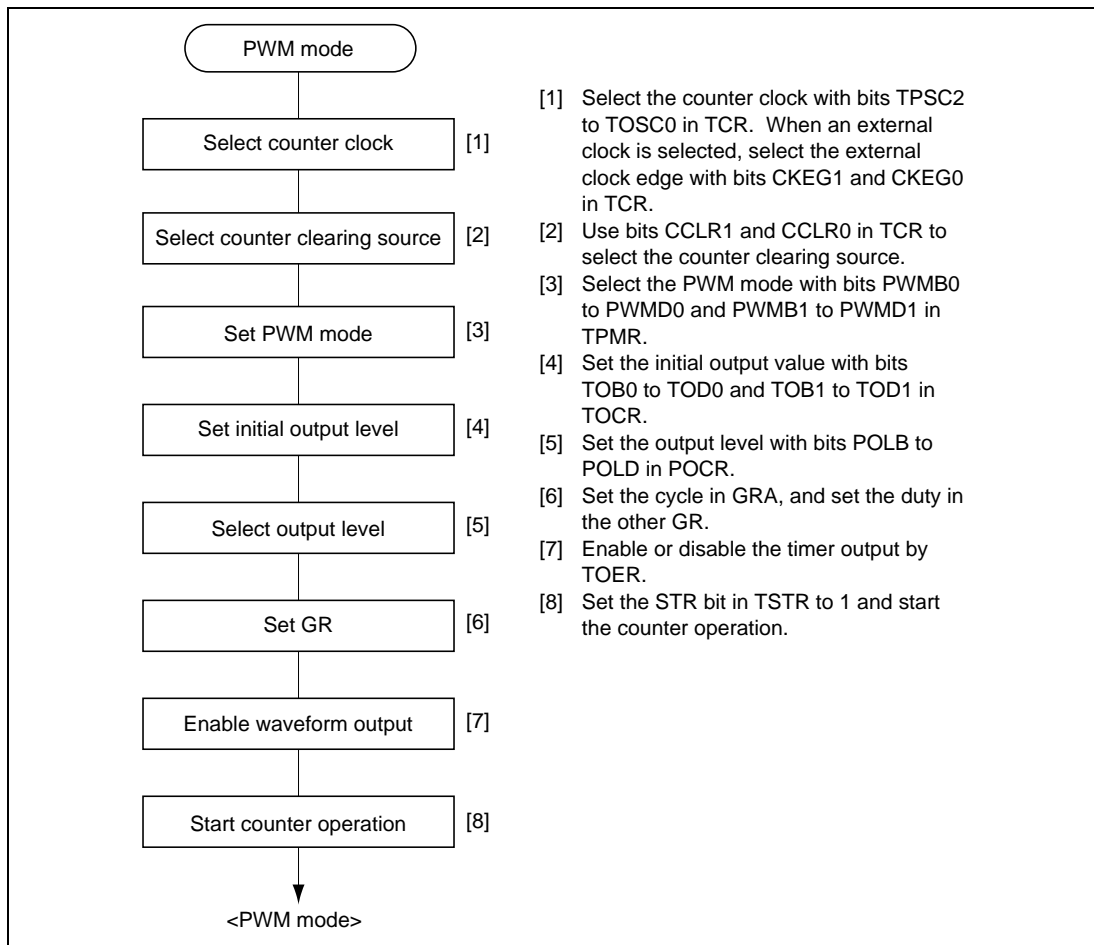 PWM mode
Select counter clock
[1]
Select counter clearing source
[2]
Set PWM mode
[3]
Set initial output level
[4]
Select output level
[5]
Set GR
[6]
Enable waveform output
[7]
Start counter operation
[8]
<PWM mode>
[1] Select the counter clock with bits TPSC2
to TOSC0 in TCR. When an external
clock is selected, select the external
clock edge with bits CKEG1 and CKEG0
in TCR.
[2] Use bits CCLR1 and CCLR0 in TCR to
select the counter clearing source.
[3] Select the PWM mode with bits PWMB0
to PWMD0 and PWMB1 to PWMD1 in
TPMR.
[4] Set the initial output value with bits
TOB0 to TOD0 and TOB1 to TOD1 in
TOCR.
[5] Set the output level with bits POLB to
POLD in POCR.
[6] Set the cycle in GRA, and set the duty in
the other GR.
[7] Enable or disable the timer output by
TOER.
[8] Set the STR bit in TSTR to 1 and start
the counter operation.